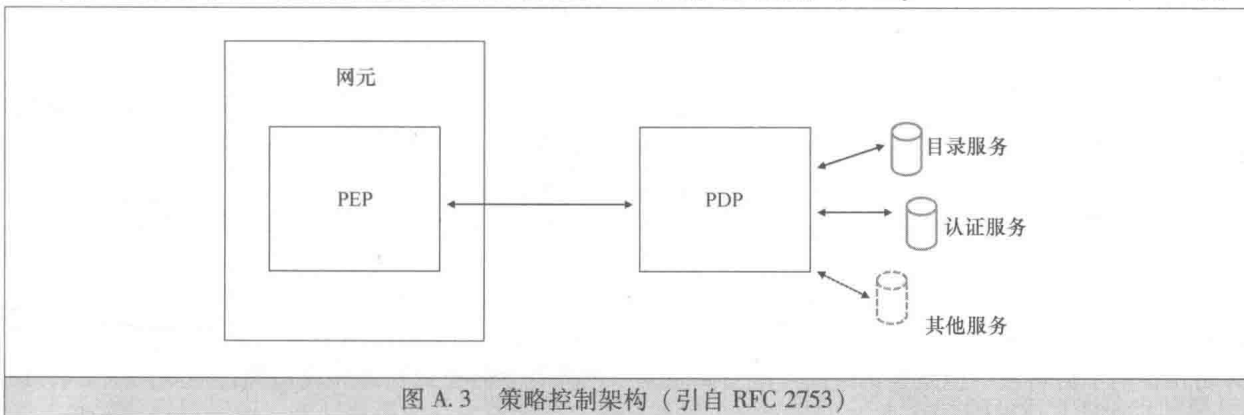 网元
PEP
PDP
目录服务
认证服务
其他服务
图 A.3 策略控制架构（引自 RFC 2753）